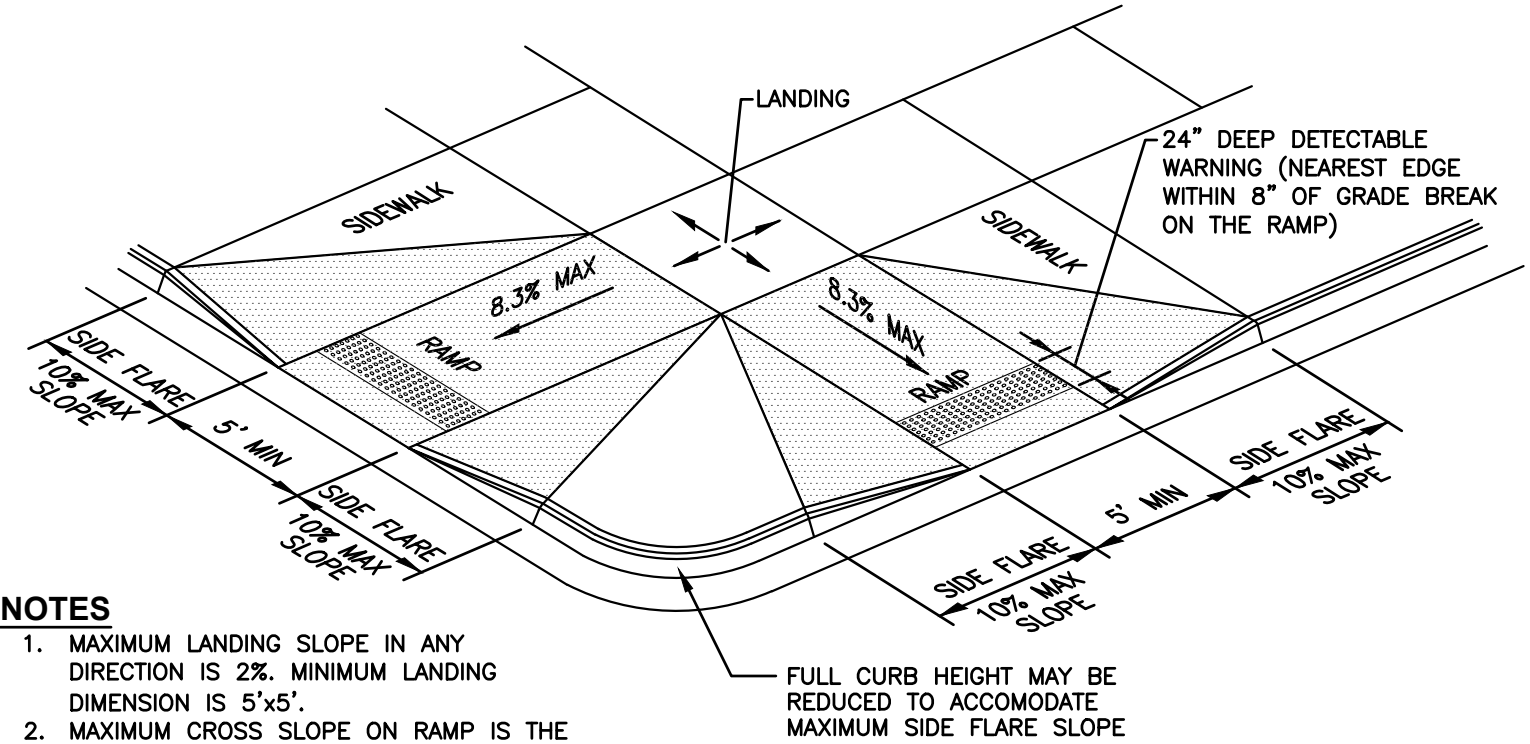 LANDING
24" DEEP DETECTABLE
WARNING (NEAREST EDGE
WITHIN 8" OF GRADE BREAK
ON THE RAMP)
SIDEWALK
SIDEWALK
8.3% MAX
8.3% MAX
RAMP
RAMP
SIDE FLARE
10% MAX
SLOPE
5' MIN
SIDE FLARE
10% MAX
SLOPE
SIDE FLARE
10% MAX
SLOPE
5' MIN
SIDE FLARE
10% MAX
SLOPE
NOTES
1. MAXIMUM LANDING SLOPE IN ANY
DIRECTION IS 2%. MINIMUM LANDING
DIMENSION IS 5'x5'.
2. MAXIMUM CROSS SLOPE ON RAMP IS THE
FULL CURB HEIGHT MAY BE
REDUCED TO ACCOMODATE
MAXIMUM SIDE FLARE SLOPE